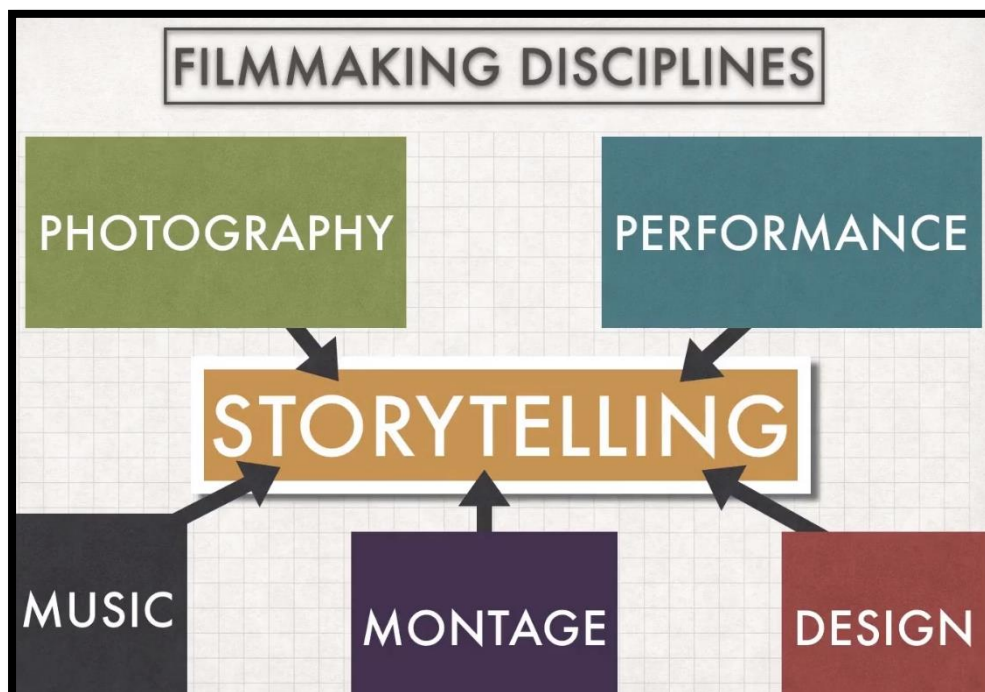 FILMMAKING DISCIPLINES
PHOTOGRAPHY
PERFORMANCE
STORYTELLING
MUSIC
MONTAGE
DESIGN